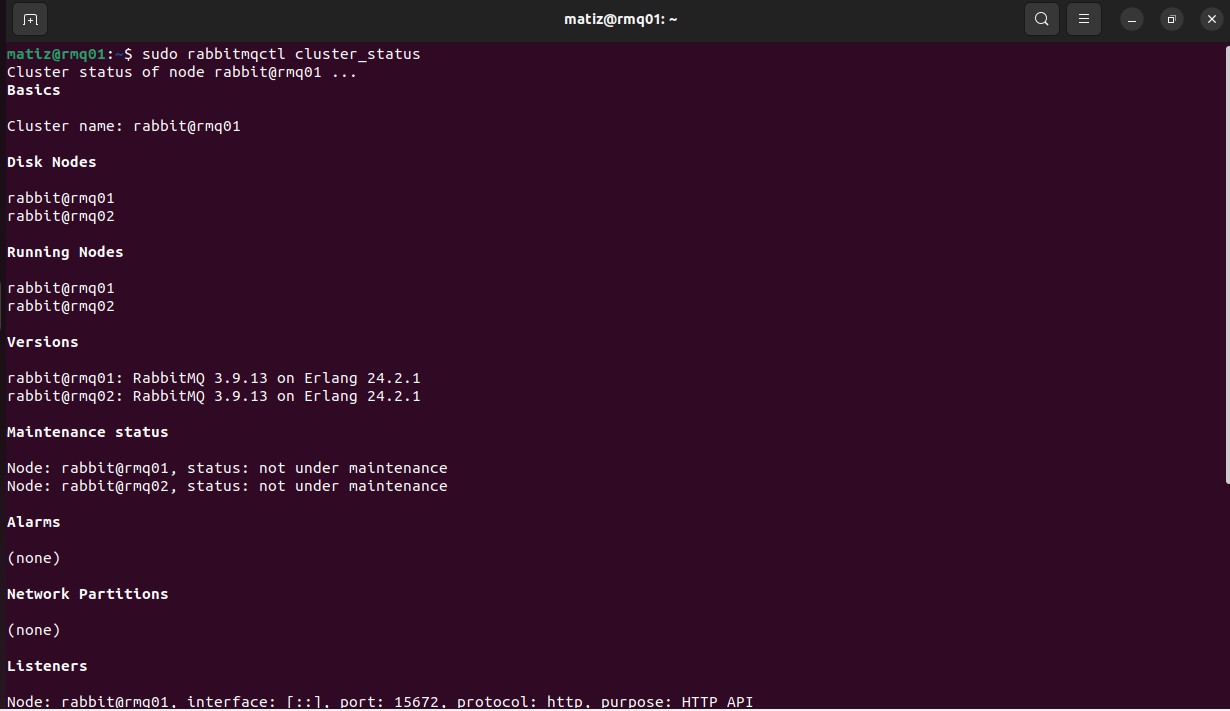 matiz@rmq01: ~
matiz@rmq01:~$ sudo rabbitmqctl cluster_status
Cluster status of node rabbit@rmq01 ...
Basics
Cluster name: rabbit@rmq01
Disk Nodes
rabbit@rmq01
rabbit@rmq02
Running Nodes
rabbit@rmq01
rabbit@rmq02
Versions
rabbit@rmq01: RabbitMQ 3.9.13 on Erlang 24.2.1
rabbit@rmq02: RabbitMQ 3.9.13 on Erlang 24.2.1
Maintenance status
Node: rabbit@rmq01, status: not under maintenance
Node: rabbit@rmq02, status: not under maintenance
Alarms
(none)
Network Partitions
(none)
Listeners
Node: rabbit@rmq01, interface: [::], port: 15672, protocol: http, purpose: HTTP API